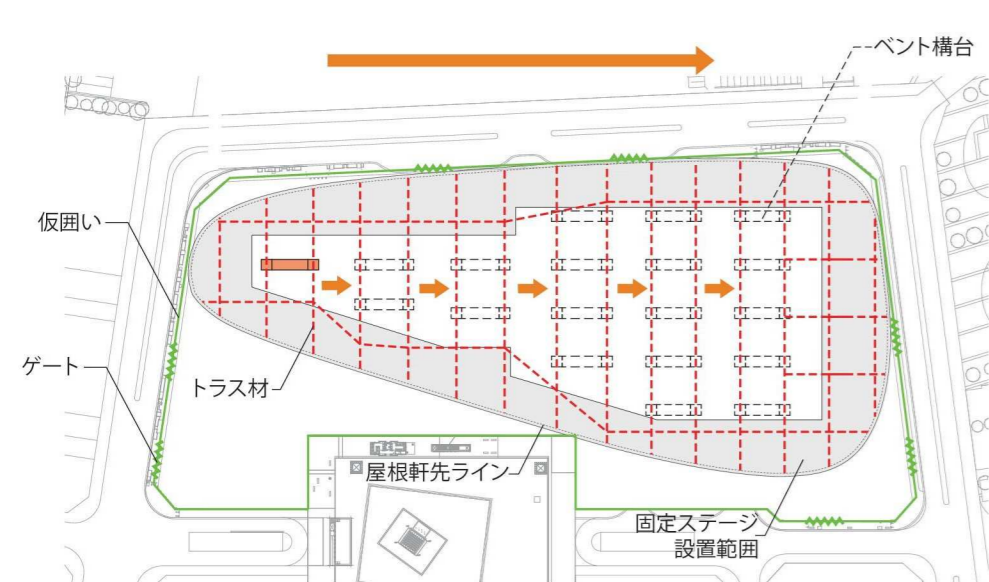 ベント構台
仮囲い
ゲート
トラス材
屋根軒先ライン
固定ステージ
設置範囲